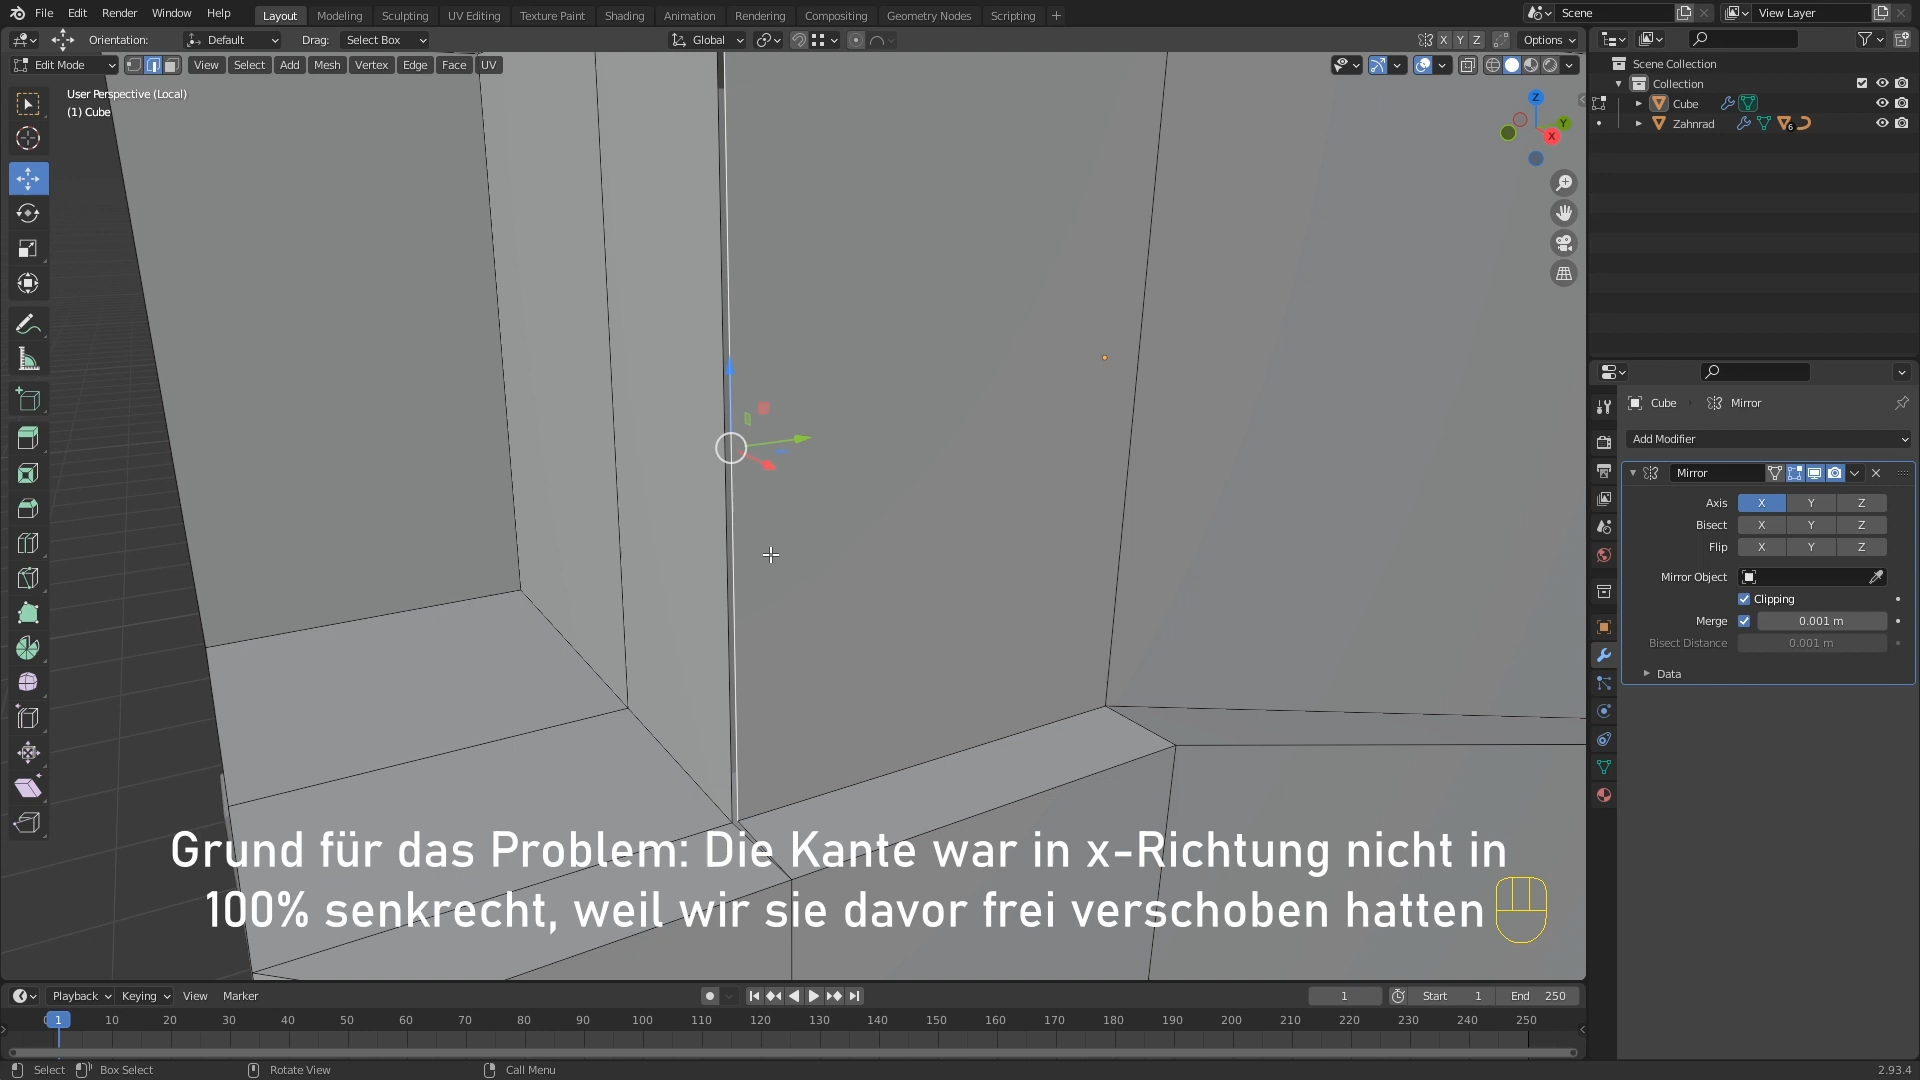 File Edit Render Window Help Layout Modeling Sculpting UV Editing Texture Paint Shading Animation Rendering Compositing Geometry Nodes Scripting + Scene View Layer
Orientation: Default Drag: Select Box Global X Y Z Options
Edit Mode View Select Add Mesh Vertex Edge Face UV
User Perspective (Local)
(1) Cube
Z
Y
X
Scene Collection
Collection
Cube
Zahnrad 6
Cube Mirror
Add Modifier
Mirror
Axis X Y Z
Bisect X Y Z
Flip X Y Z
Mirror Object
Clipping
Merge 0.001 m
Bisect Distance 0.001 m
Data
Grund für das Problem: Die Kante war in x-Richtung nicht in
100% senkrecht, weil wir sie davor frei verschoben hatten
Playback Keying View Marker 1 Start 1 End 250
1 10 20 30 40 50 60 70 80 90 100 110 120 130 140 150 160 170 180 190 200 210 220 230 240 250
Select Box Select Rotate View Call Menu 2.93.4